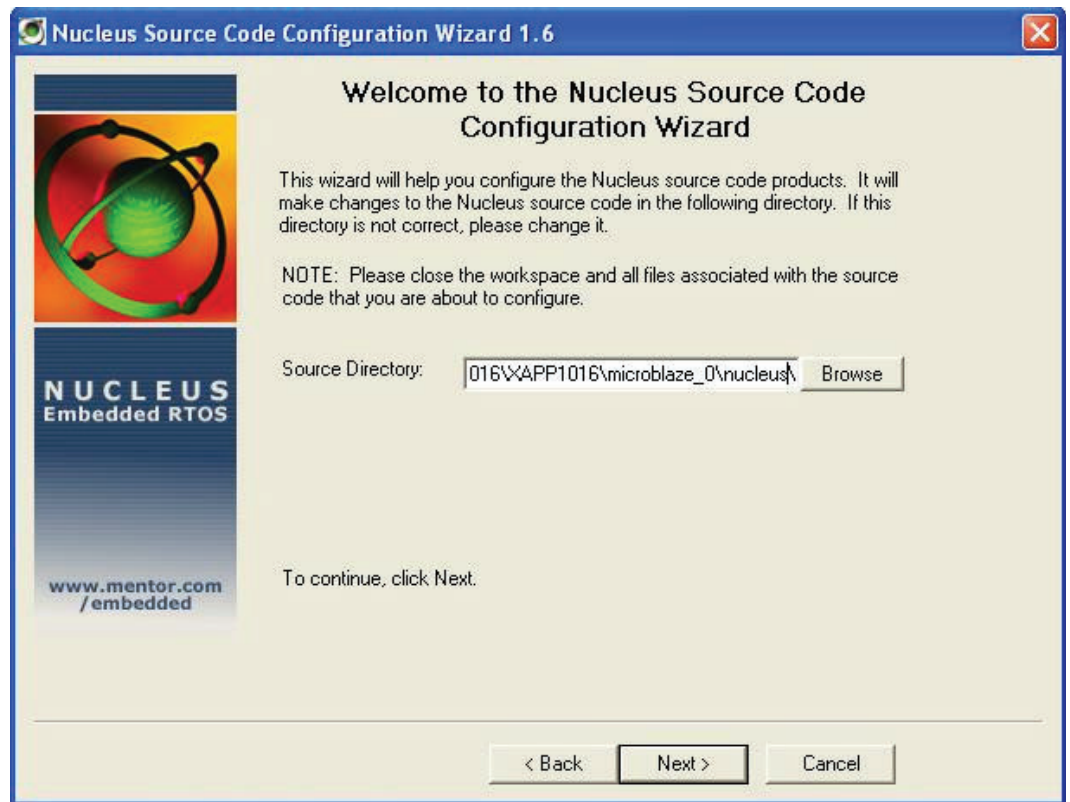 Nucleus Source Code Configuration Wizard 1.6
Welcome to the Nucleus Source Code
Configuration Wizard
This wizard will help you configure the Nucleus source code products. It will
make changes to the Nucleus source code in the following directory. If this
directory is not correct, please change it.
NOTE: Please close the workspace and all files associated with the source
code that you are about to configure.
Source Directory: 016\XAPP1016\microblaze_0\nucleus\ Browse
NUCLEUS
Embedded RTOS
www.mentor.com
/embedded
To continue, click Next.
< Back Next > Cancel